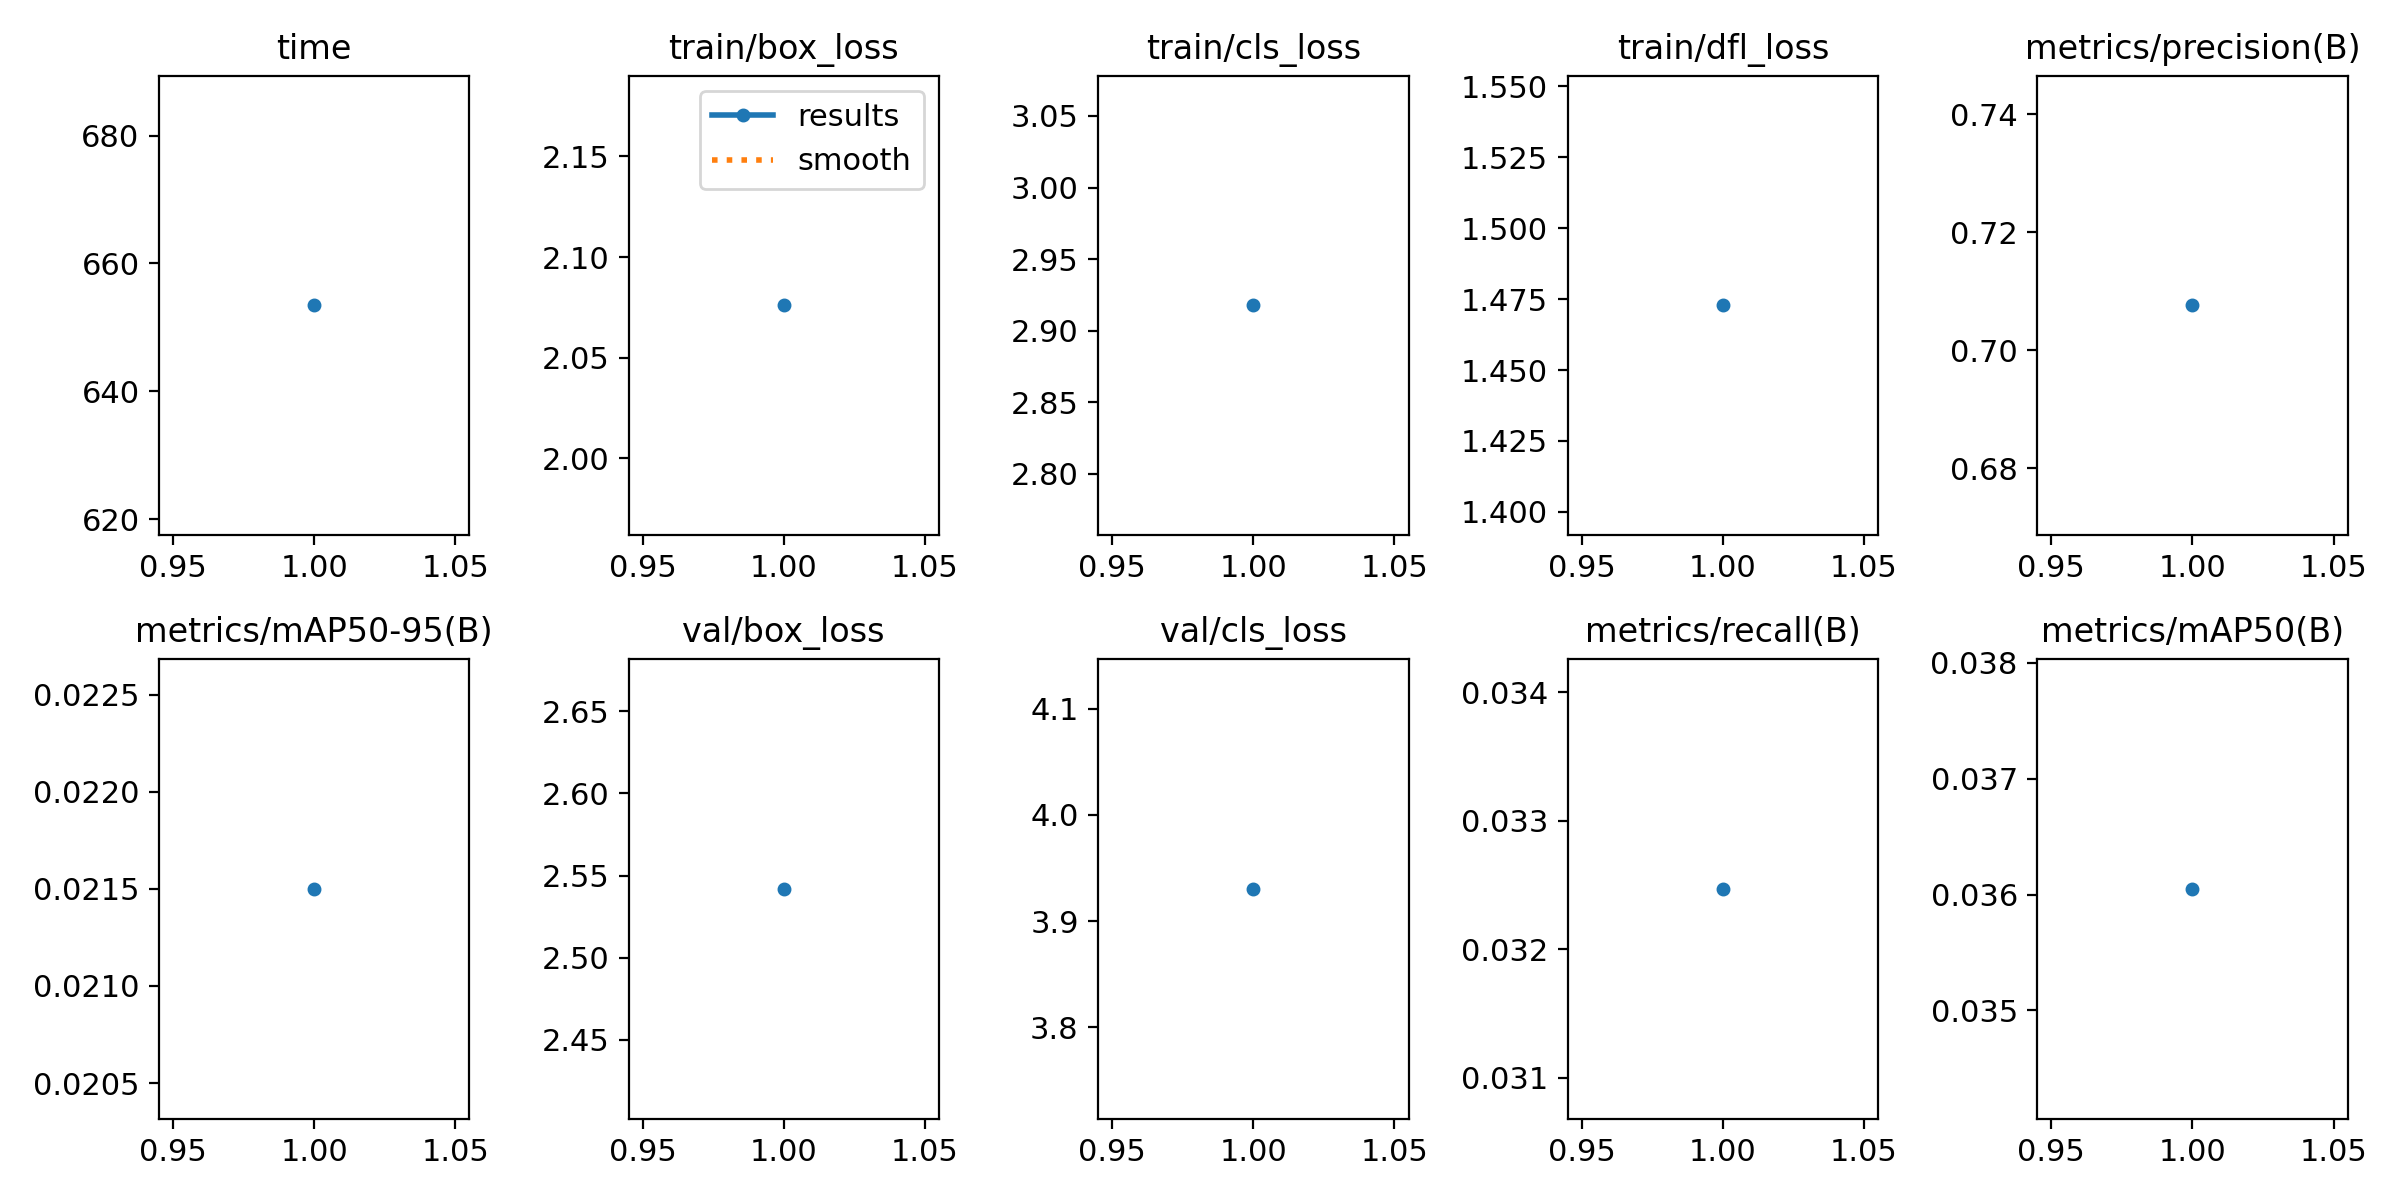 time
680
660
640
620
0.95 1.00 1.05
train/box_loss
results
smooth
2.15
2.10
2.05
2.00
0.95 1.00 1.05
train/cls_loss
3.05
3.00
2.95
2.90
2.85
2.80
0.95 1.00 1.05
train/dfl_loss
1.550
1.525
1.500
1.475
1.450
1.425
1.400
0.95 1.00 1.05
metrics/precision(B)
0.74
0.72
0.70
0.68
0.95 1.00 1.05
metrics/mAP50-95(B)
0.0225
0.0220
0.0215
0.0210
0.0205
0.95 1.00 1.05
val/box_loss
2.65
2.60
2.55
2.50
2.45
0.95 1.00 1.05
val/cls_loss
4.1
4.0
3.9
3.8
0.95 1.00 1.05
metrics/recall(B)
0.034
0.033
0.032
0.031
0.95 1.00 1.05
metrics/mAP50(B)
0.038
0.037
0.036
0.035
0.95 1.00 1.05